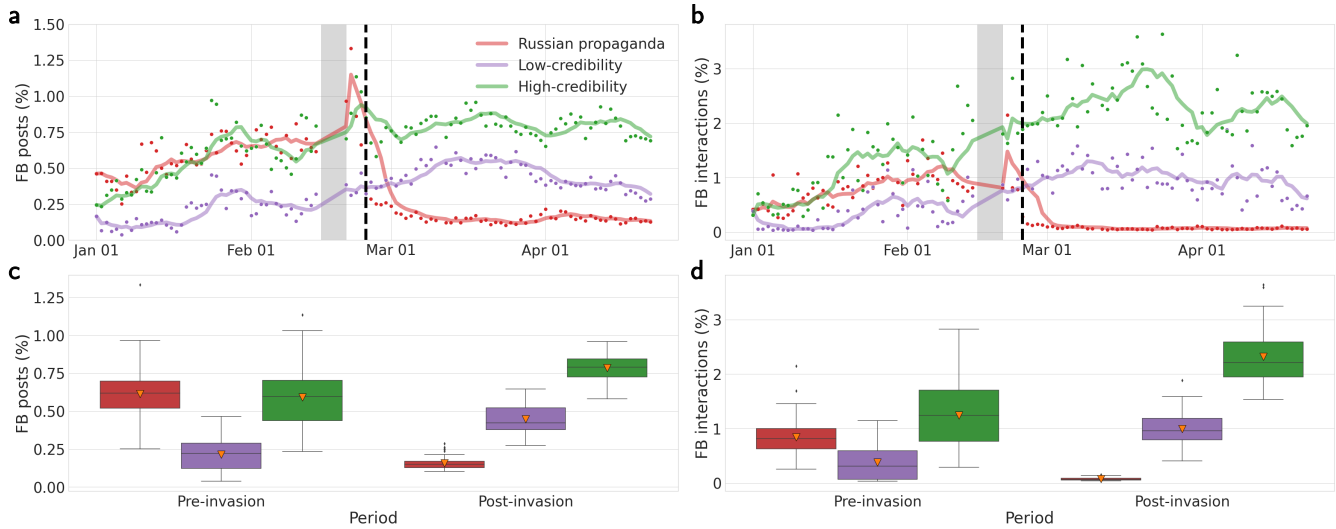 a
1.50
1.25
1.00
0.75
0.50
0.25
0.00
FB posts (%)
Russian propaganda
Low-credibility
High-credibility
Jan 01
Feb 01
Mar 01
Apr 01
b
3
2
1
0
FB interactions (%)
Jan 01
Feb 01
Mar 01
Apr 01
c
1.25
1.00
0.75
0.50
0.25
0.00
FB posts (%)
Pre-invasion
Post-invasion
Period
d
3
2
1
0
FB interactions (%)
Pre-invasion
Post-invasion
Period